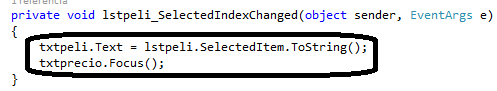 1 referencia
private void lstpeli_SelectedIndexChanged(object sender, EventArgs e)
{
txtpeli.Text = lstpeli.SelectedItem.ToString();
txtprecio.Focus();
}